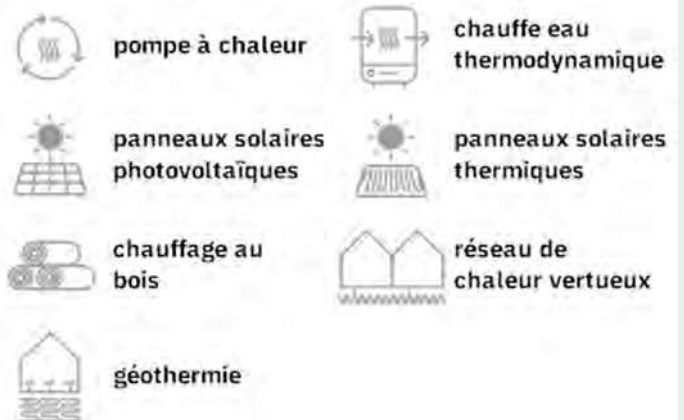 pompe à chaleur
chauffe eau
thermodynamique
panneaux solaires
photovoltaïques
panneaux solaires
thermiques
chauffage au
bois
réseau de
chaleur vertueux
géothermie